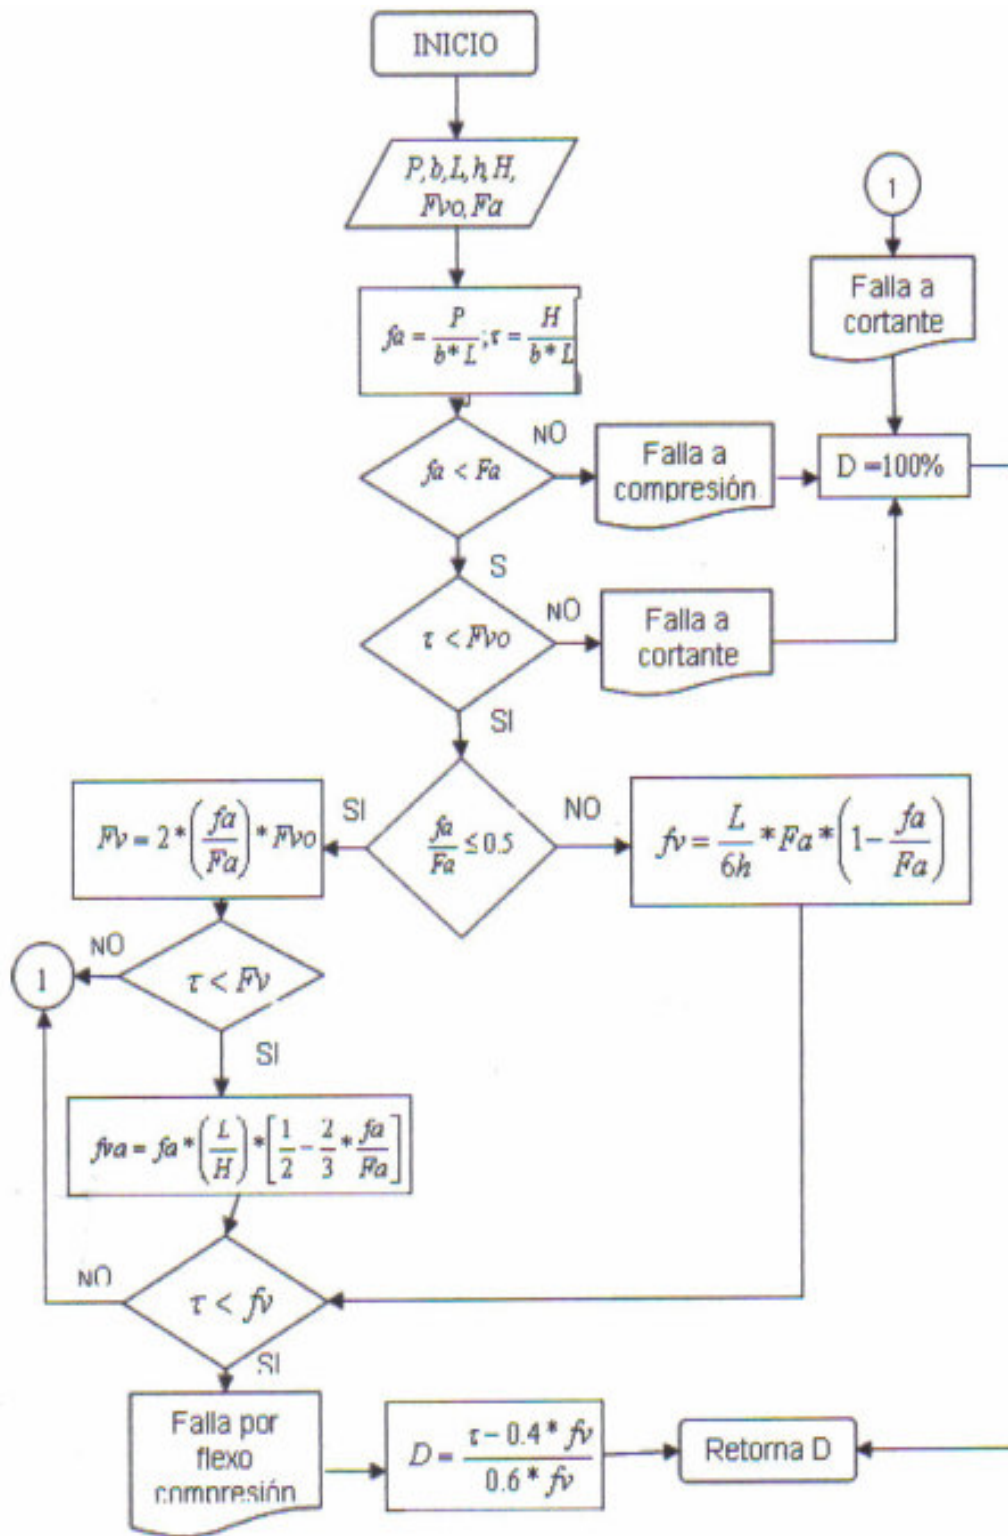 INICIO
P, b, L, h, H,
Fvo, Fa
1
Falla a
cortante
fa = P / b* L ; τ = H / b* L
fa < Fa
NO
Falla a
compresión
D =100%
S
τ < Fvo
NO
Falla a
cortante
SI
Fv = 2 * (fa / Fa) * Fvo
SI
fa / Fa ≤ 0.5
NO
fv = L / 6h * Fa * (1 - fa / Fa)
1
NO
τ < Fv
SI
fva = fa * (L / H) * [1 / 2 - 2 / 3 * fa / Fa]
NO
τ < fv
SI
Falla por
flexo
compresión
D = τ - 0.4 * fv / 0.6 * fv
Retorna D